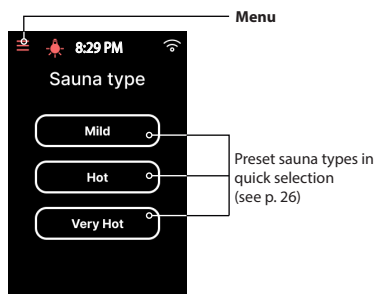 Menu
8:29 PM
Sauna type
Mild
Hot
Very Hot
Preset sauna types in
quick selection
(see p. 26)